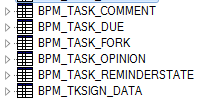 BPM_TASK_COMMENT
BPM_TASK_DUE
BPM_TASK_FORK
BPM_TASK_OPINION
BPM_TASK_REMINDERSTATE
BPM_TKSIGN_DATA